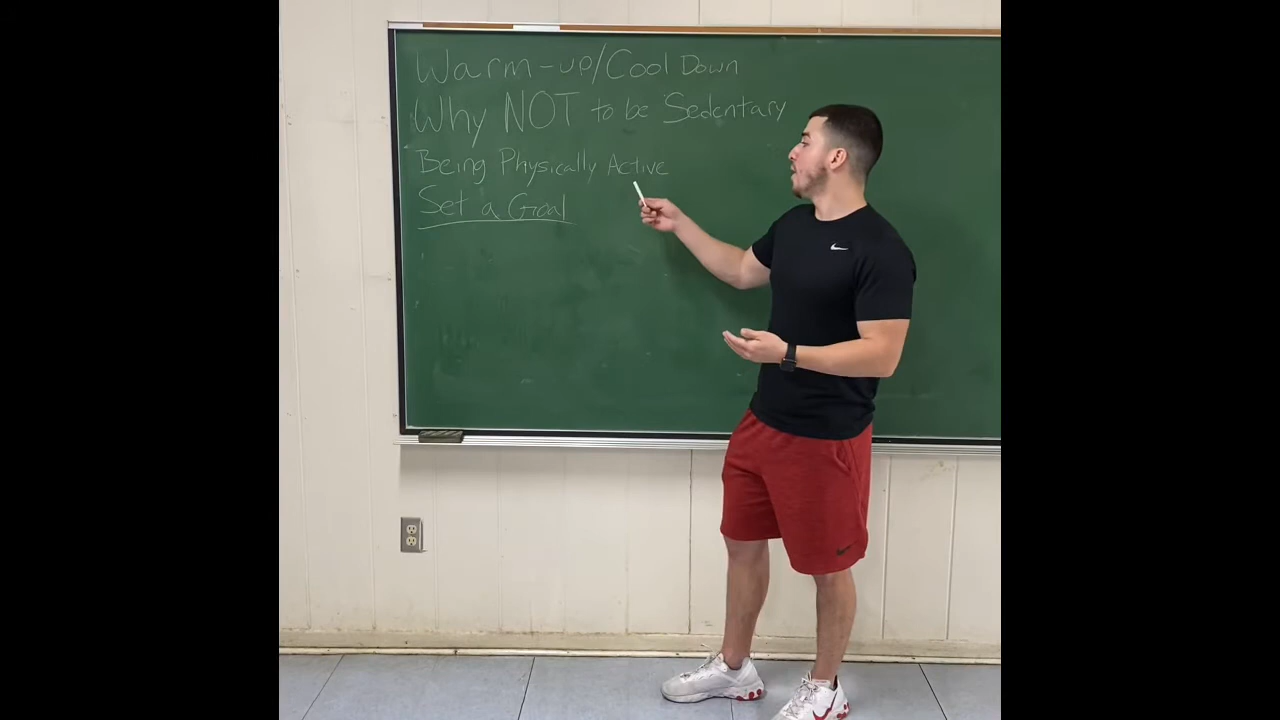 Warm-up/Cool Down
Why NOT to be Sedentary
Being Physically Active
Set a Goal